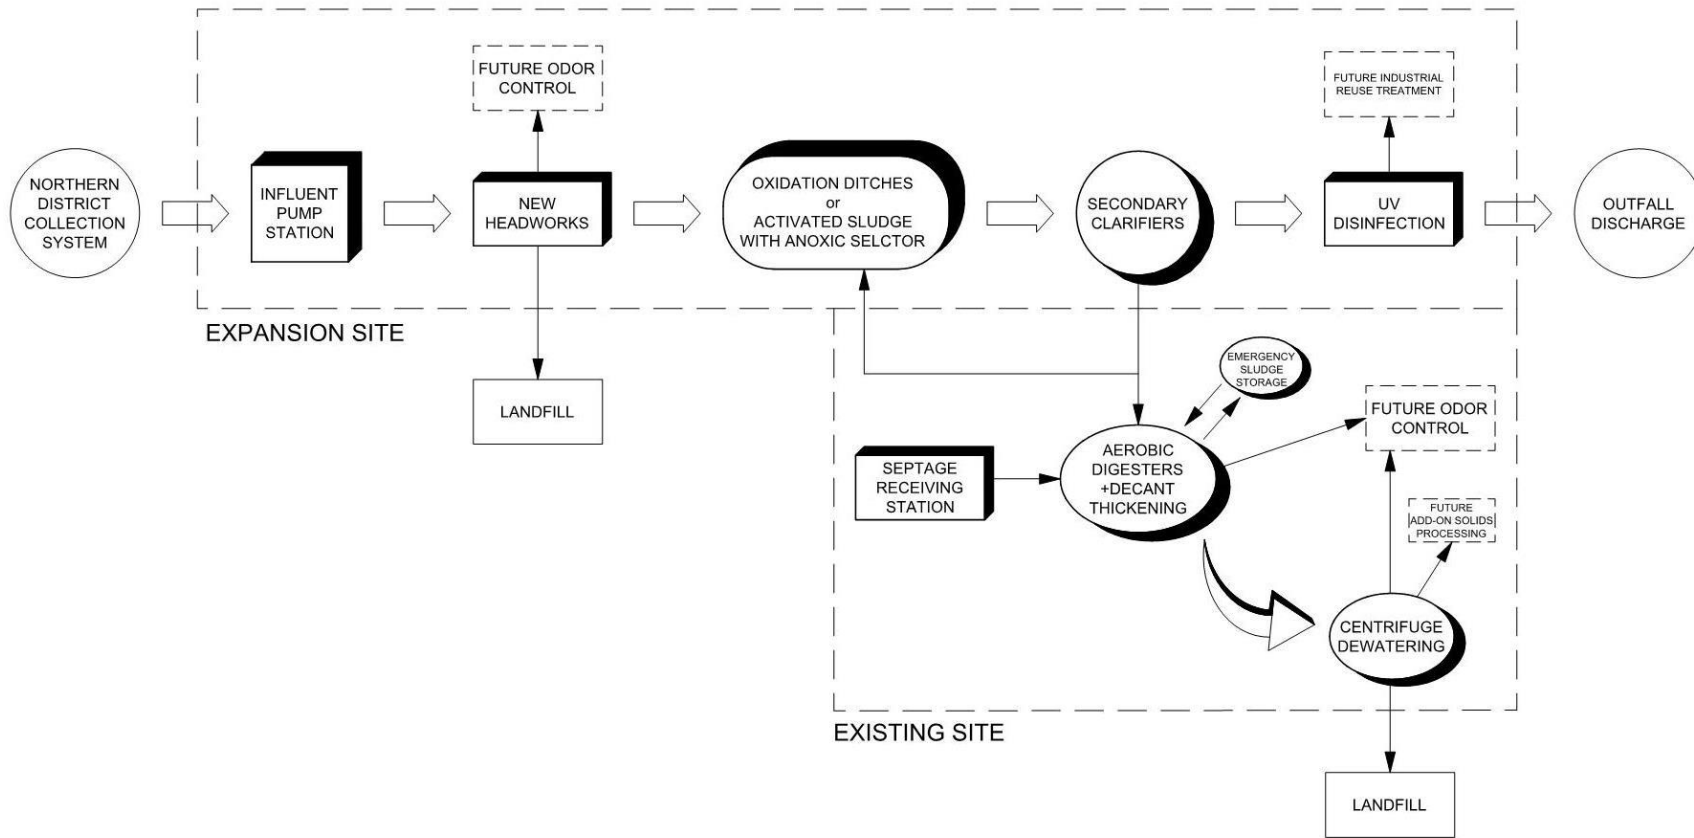 FUTURE ODOR
CONTROL
FUTURE INDUSTRIAL
REUSE TREATMENT
NORTHERN
DISTRICT
COLLECTION
SYSTEM
INFLUENT
PUMP
STATION
NEW
HEADWORKS
OXIDATION DITCHES
or
ACTIVATED SLUDGE
WITH ANOXIC SELCTOR
SECONDARY
CLARIFIERS
UV
DISINFECTION
OUTFALL
DISCHARGE
EXPANSION SITE
LANDFILL
EMERGENCY
SLUDGE
STORAGE
FUTURE ODOR
CONTROL
SEPTAGE
RECEIVING
STATION
AEROBIC
DIGESTERS
+DECANT
THICKENING
FUTURE
ADD-ON SOLIDS
PROCESSING
CENTRIFUGE
DEWATERING
EXISTING SITE
LANDFILL